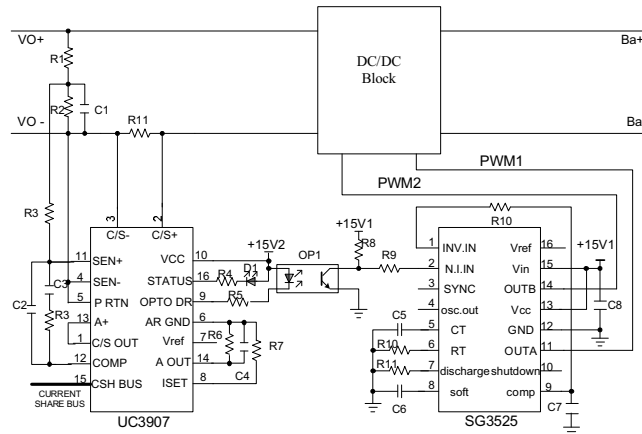 VO+
R1
R2
C1
VO -
R11
DC/DC
Block
Ba+
Ba
PWM1
PWM2
R3
3
2
C/S-
C/S+
11
SEN+
VCC
10
4
SEN-
STATUS
16
5
P RTN
OPTO DR
9
13
A+
AR GND
6
1
C/S OUT
Vref
7
12
COMP
A OUT
14
15
CSH BUS
ISET
8
C2
C3
R3
CURRENT
SHARE BUS
UC3907
R4
D1
R5
+15V2
OP1
+15V1
R8
R9
R6
C4
R7
R10
1
INV.IN
Vref
16
2
N.I.IN
Vin
15
3
SYNC
OUTB
14
4
osc.out
Vcc
13
5
CT
GND
12
6
RT
OUTA
11
7
discharge
shutdown
10
8
soft
comp
9
C5
R10
R11
C6
+15V1
C8
C7
SG3525